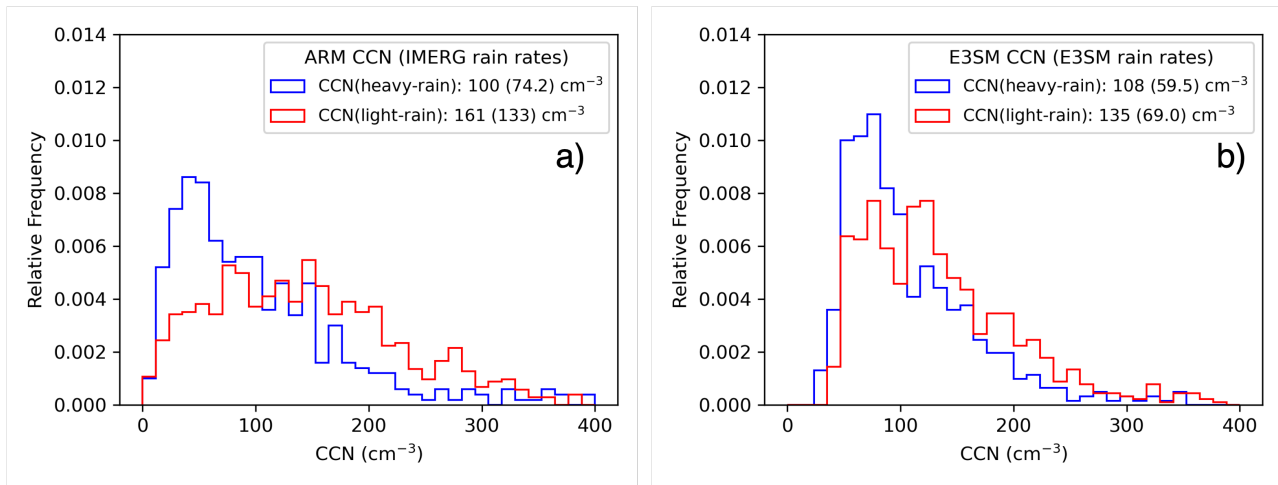 0.014
0.012
0.010
0.008
0.006
0.004
0.002
0.000
Relative Frequency
ARM CCN (IMERG rain rates)
CCN(heavy-rain): 100 (74.2) cm⁻³
CCN(light-rain): 161 (133) cm⁻³
a)
0 100 200 300 400
CCN (cm⁻³)
0.014
0.012
0.010
0.008
0.006
0.004
0.002
0.000
Relative Frequency
E3SM CCN (E3SM rain rates)
CCN(heavy-rain): 108 (59.5) cm⁻³
CCN(light-rain): 135 (69.0) cm⁻³
b)
0 100 200 300 400
CCN (cm⁻³)